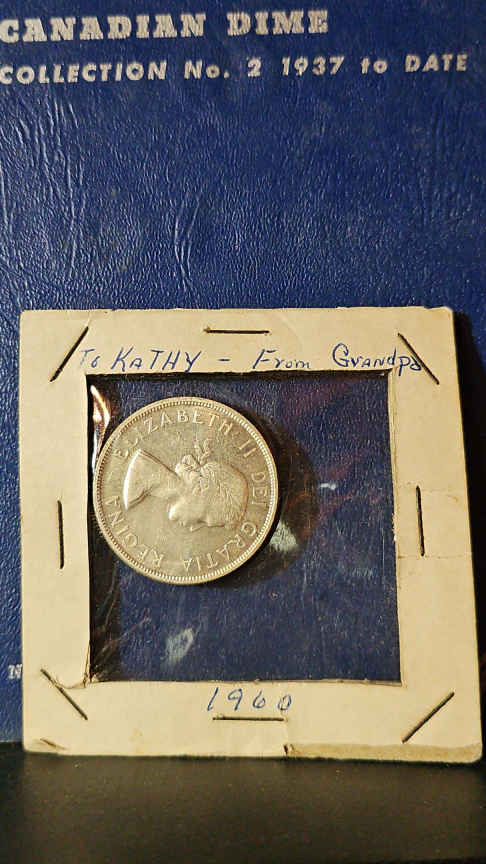 CANADIAN DIME
COLLECTION No. 2 1937 to DATE
To KATHY - From Grandpa
ELIZABETH II DEI GRATIA REGINA
1960